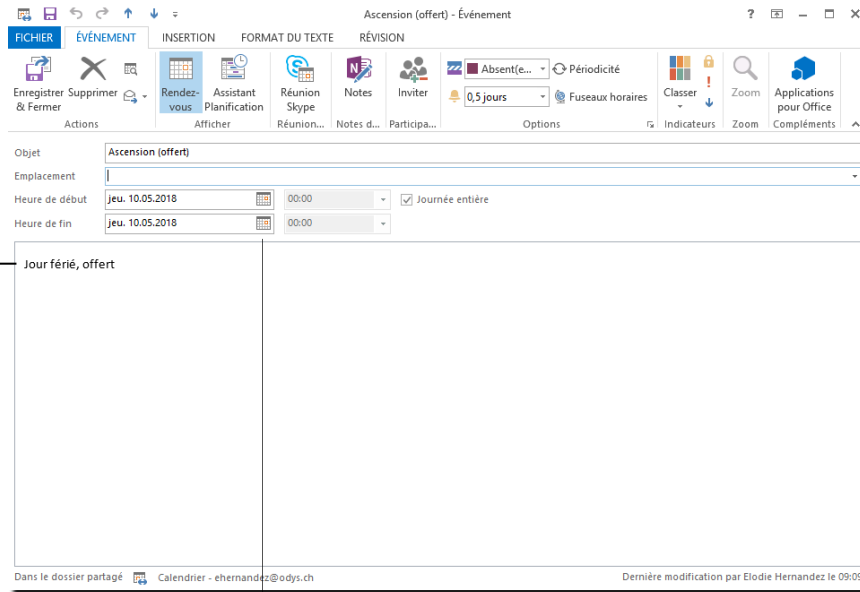 Ascension (offert) - Événement
FICHIER ÉVÉNEMENT INSERTION FORMAT DU TEXTE RÉVISION
Enregistrer & Fermer
Supprimer
Rendez-vous
Assistant Planification
Réunion Skype
Notes
Inviter
Absent(e...
Périodicité
0,5 jours
Fuseaux horaires
Classer
Zoom
Applications pour Office
Actions Afficher Réunion... Notes d... Participa... Options Indicateurs Zoom Compléments
Objet Ascension (offert)
Emplacement
Heure de début jeu. 10.05.2018 00:00 Journée entière
Heure de fin jeu. 10.05.2018 00:00
Jour férié, offert
Dans le dossier partagé Calendrier - ehernandez@odys.ch Dernière modification par Elodie Hernandez le 09:09